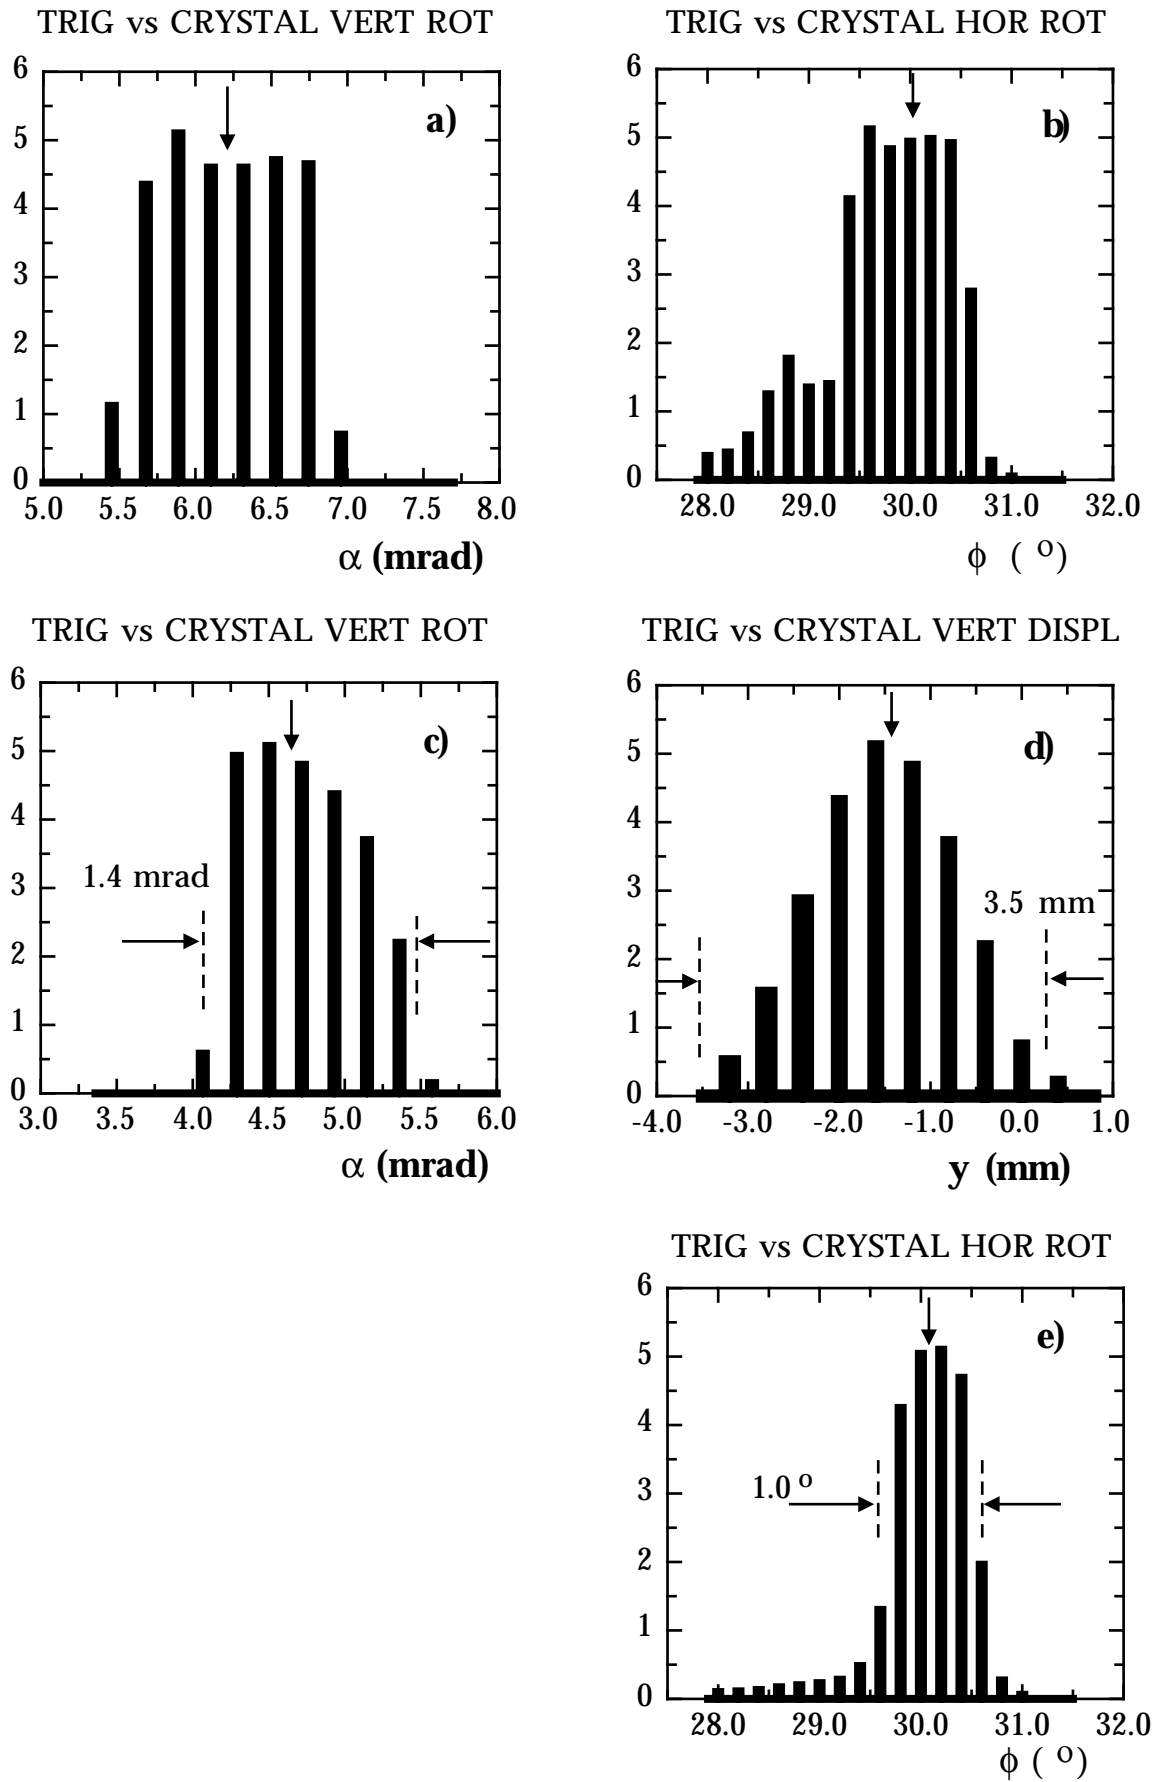 TRIG vs CRYSTAL VERT ROT
6
5
4
3
2
1
0
a)
5.0 5.5 6.0 6.5 7.0 7.5 8.0
α (mrad)
TRIG vs CRYSTAL HOR ROT
6
5
4
3
2
1
0
b)
28.0 29.0 30.0 31.0 32.0
ϕ ( o)
TRIG vs CRYSTAL VERT ROT
6
5
4
3
2
1
0
c)
1.4 mrad
3.0 3.5 4.0 4.5 5.0 5.5 6.0
α (mrad)
TRIG vs CRYSTAL VERT DISPL
6
5
4
3
2
1
0
d)
3.5 mm
-4.0 -3.0 -2.0 -1.0 0.0 1.0
y (mm)
TRIG vs CRYSTAL HOR ROT
6
5
4
3
2
1
0
e)
1.0 o
28.0 29.0 30.0 31.0 32.0
ϕ ( o)